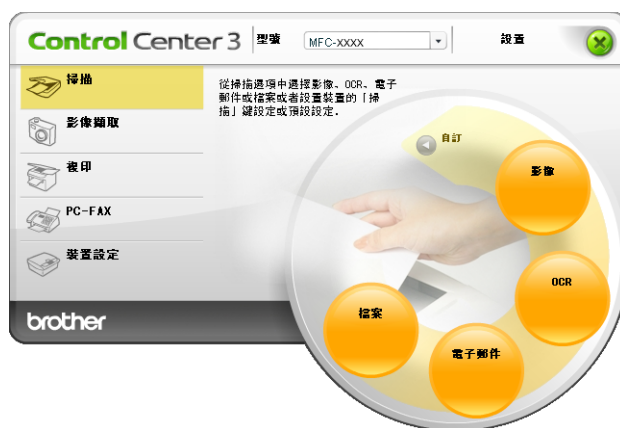 Control Center 3
型號
MFC-XXXX
設置
掃描
影像擷取
複印
PC-FAX
裝置設定
從掃描選項中選擇影像、OCR、電子
郵件或檔案或者設置裝置的「掃
描」鍵設定或預設設定.
自訂
影像
OCR
電子郵件
檔案
brother